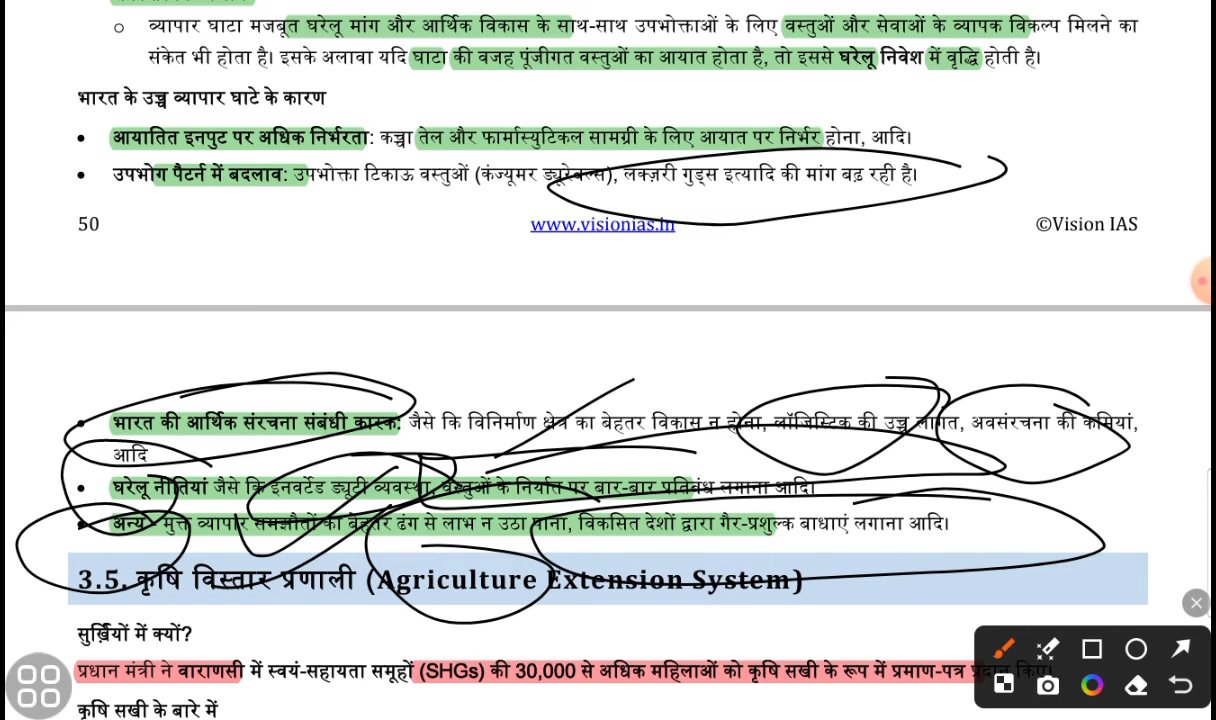 व्यापार घाटा मजबूत घरेलू मांग और आर्थिक विकास के साथ-साथ उपभोक्ताओं के लिए वस्तुओं और सेवाओं के व्यापक विकल्प मिलने का
संकेत भी होता है। इसके अलावा यदि घाटा की वजह पूंजीगत वस्तुओं का आयात होता है, तो इससे घरेलू निवेश में वृद्धि होती है।
भारत के उच्च व्यापार घाटे के कारण
आयातित इनपुट पर अधिक निर्भरता: कच्चा तेल और फार्मास्युटिकल सामग्री के लिए आयात पर निर्भर होना, आदि।
उपभोग पैटर्न में बदलाव: उपभोक्ता टिकाऊ वस्तुओं (कंज्यूमर ड्यूरेबल्स), लक्ज़री गुड्स इत्यादि की मांग बढ़ रही है।
50 www.visionias.in ©Vision IAS
भारत की आर्थिक संरचना संबंधी कारक: जैसे कि विनिर्माण क्षेत्र का बेहतर विकास न होना, लॉजिस्टिक की उच्च लागत, अवसंरचना की कमियां,
आदि
घरेलू नीतियां जैसे कि इनवर्टेड ड्यूटी व्यवस्था, वस्तुओं के निर्यात पर बार-बार प्रतिबंध लगाना आदि।
अन्य मुक्त व्यापार समझौतों का बेहतर ढंग से लाभ न उठा पाना, विकसित देशों द्वारा गैर-प्रशुल्क बाधाएं लगाना आदि।
3.5. कृषि विस्तार प्रणाली (Agriculture Extension System)
सुर्ख़ियों में क्यों?
प्रधान मंत्री ने वाराणसी में स्वयं-सहायता समूहों (SHGs) की 30,000 से अधिक महिलाओं को कृषि सखी के रूप में प्रमाण-पत्र प्रदान किए।
कृषि सखी के बारे में